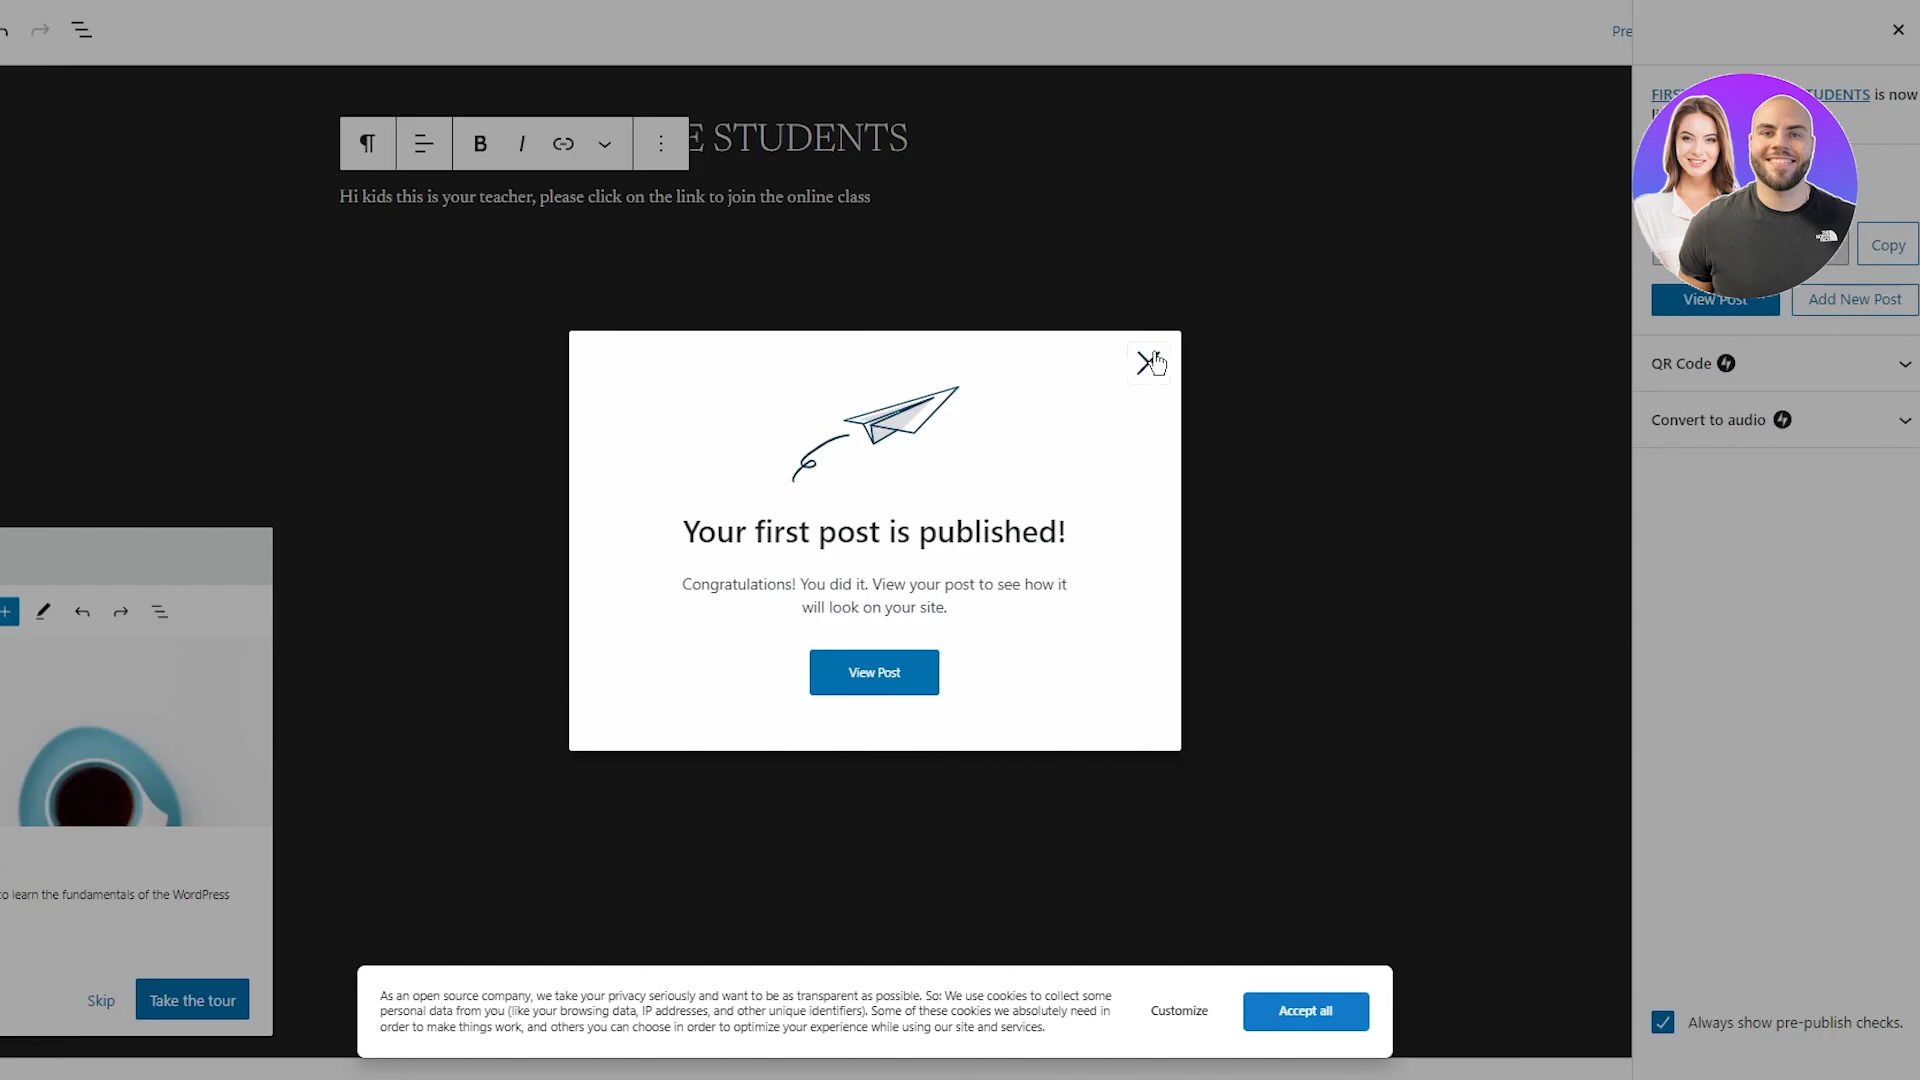 Pre
E STUDENTS
Hi kids this is your teacher, please click on the link to join the online class
B I
FIRS
TUDENTS is now
Copy
View Post
Add New Post
QR Code
Convert to audio
Your first post is published!
Congratulations! You did it. View your post to see how it
will look on your site.
View Post
to learn the fundamentals of the WordPress
Skip
Take the tour
As an open source company, we take your privacy seriously and want to be as transparent as possible. So: We use cookies to collect some
personal data from you (like your browsing data, IP addresses, and other unique identifiers). Some of these cookies we absolutely need in
order to make things work, and others you can choose in order to optimize your experience while using our site and services.
Customize
Accept all
Always show pre-publish checks.